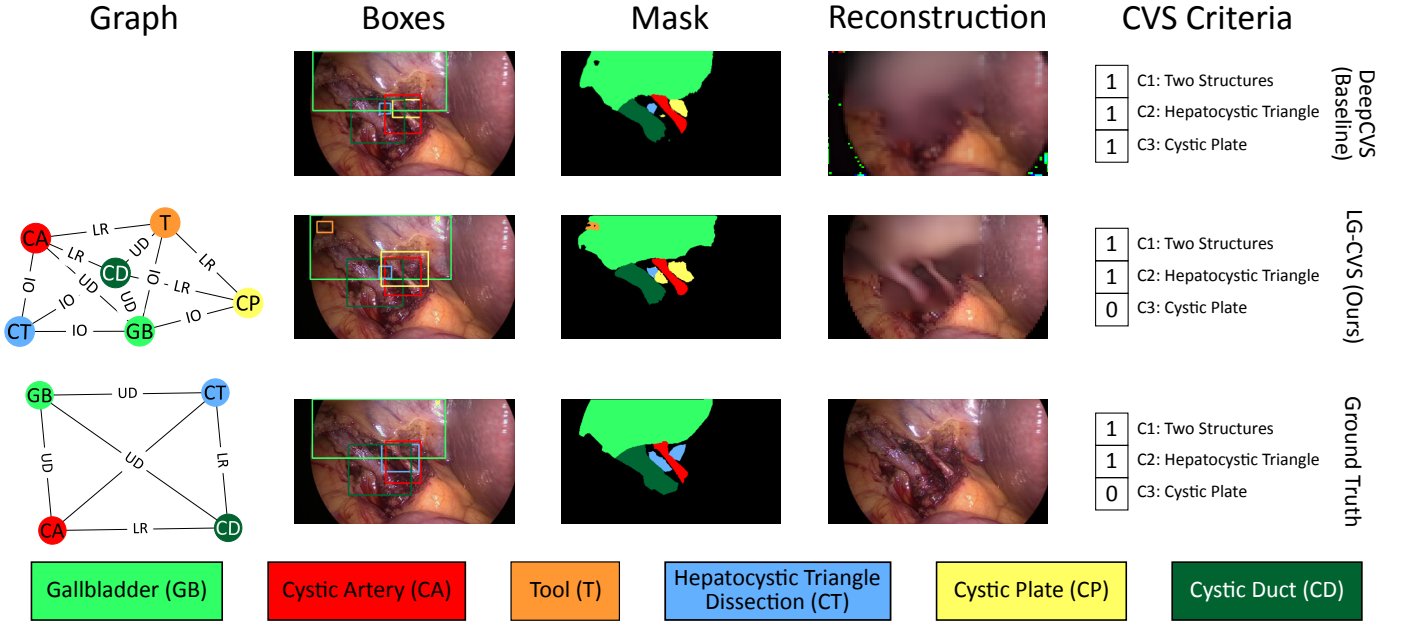 Graph
Boxes
Mask
Reconstruction
CVS Criteria
1 C1: Two Structures
1 C2: Hepatocystic Triangle
1 C3: Cystic Plate
DeepCVS
(Baseline)
CA
T
CD
CP
CT
GB
LR
LR
UD
LR
IO
UD
IO
LR
IO
UD
IO
IO
1 C1: Two Structures
1 C2: Hepatocystic Triangle
0 C3: Cystic Plate
LG-CVS (Ours)
GB
UD
CT
UD
UD
LR
CA
LR
CD
1 C1: Two Structures
1 C2: Hepatocystic Triangle
0 C3: Cystic Plate
Ground Truth
Gallbladder (GB)
Cystic Artery (CA)
Tool (T)
Hepatocystic Triangle
Dissection (CT)
Cystic Plate (CP)
Cystic Duct (CD)